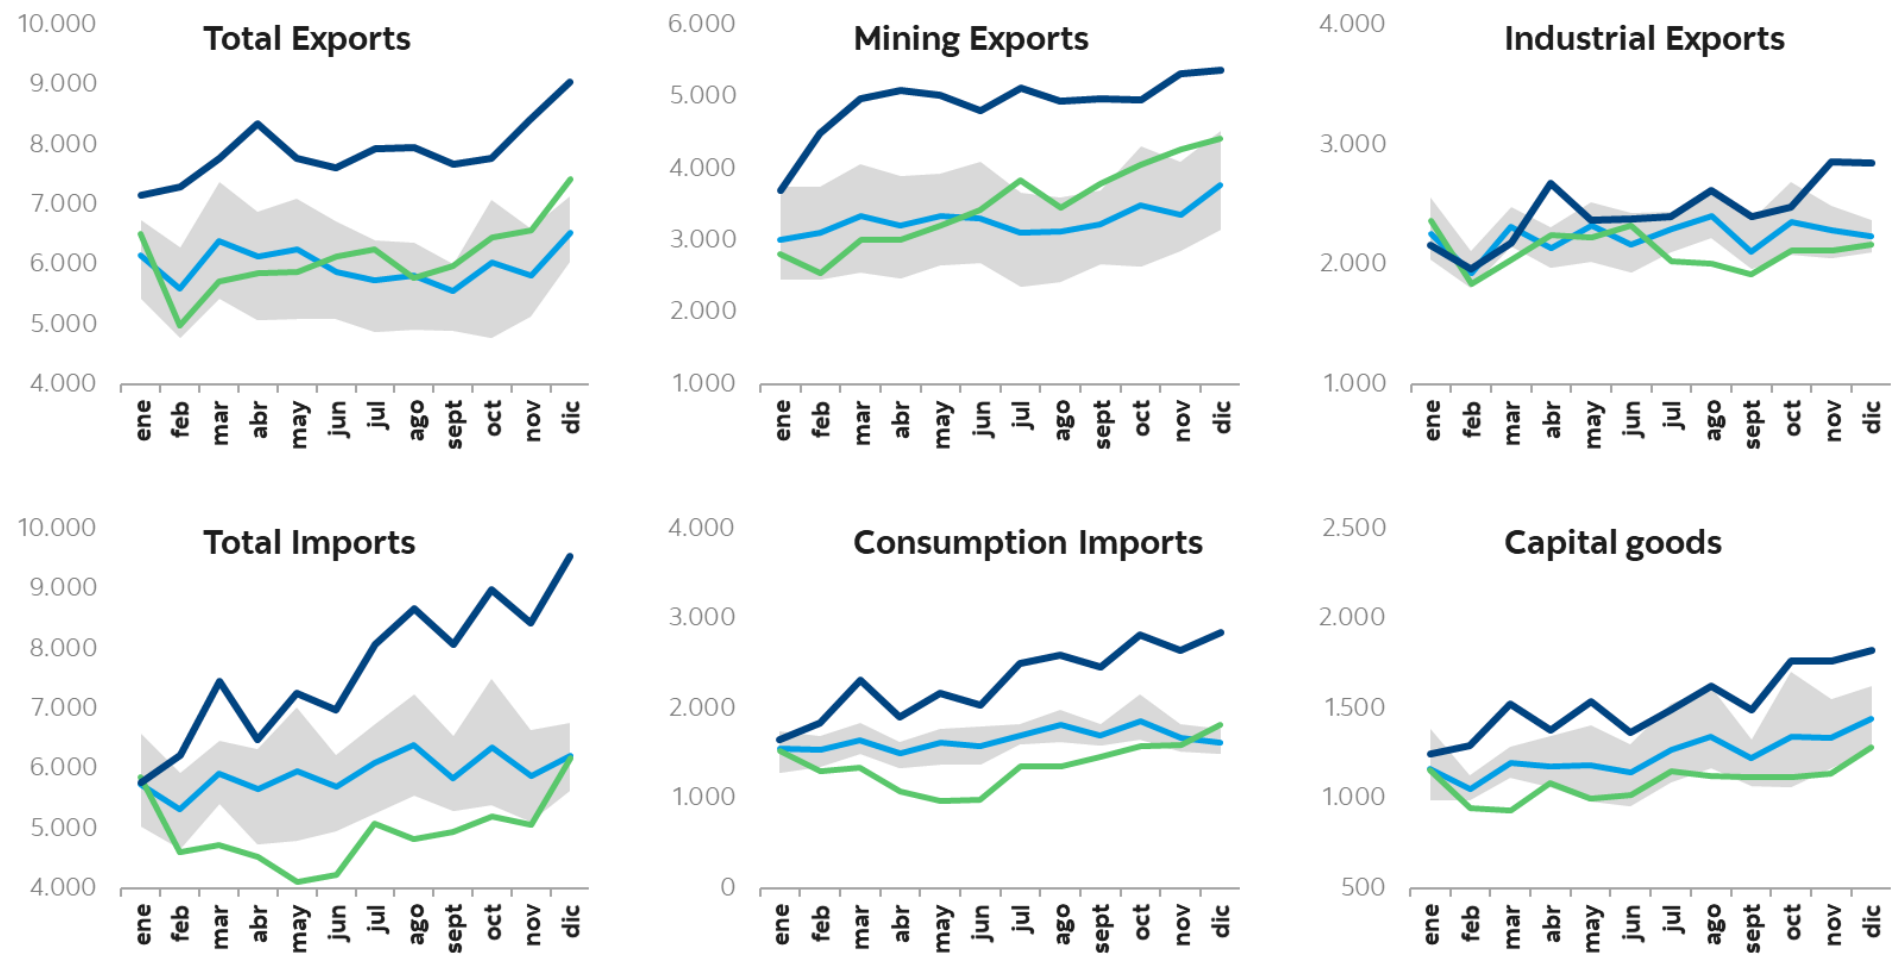 Total Exports
10.000
9.000
8.000
7.000
6.000
5.000
4.000
ene feb mar abr may jun jul ago sept oct nov dic
Mining Exports
6.000
5.000
4.000
3.000
2.000
1.000
ene feb mar abr may jun jul ago sept oct nov dic
Industrial Exports
4.000
3.000
2.000
1.000
ene feb mar abr may jun jul ago sept oct nov dic
Total Imports
10.000
9.000
8.000
7.000
6.000
5.000
4.000
ene feb mar abr may jun jul ago sept oct nov dic
Consumption Imports
4.000
3.000
2.000
1.000
0
ene feb mar abr may jun jul ago sept oct nov dic
Capital goods
2.500
2.000
1.500
1.000
500
ene feb mar abr may jun jul ago sept oct nov dic